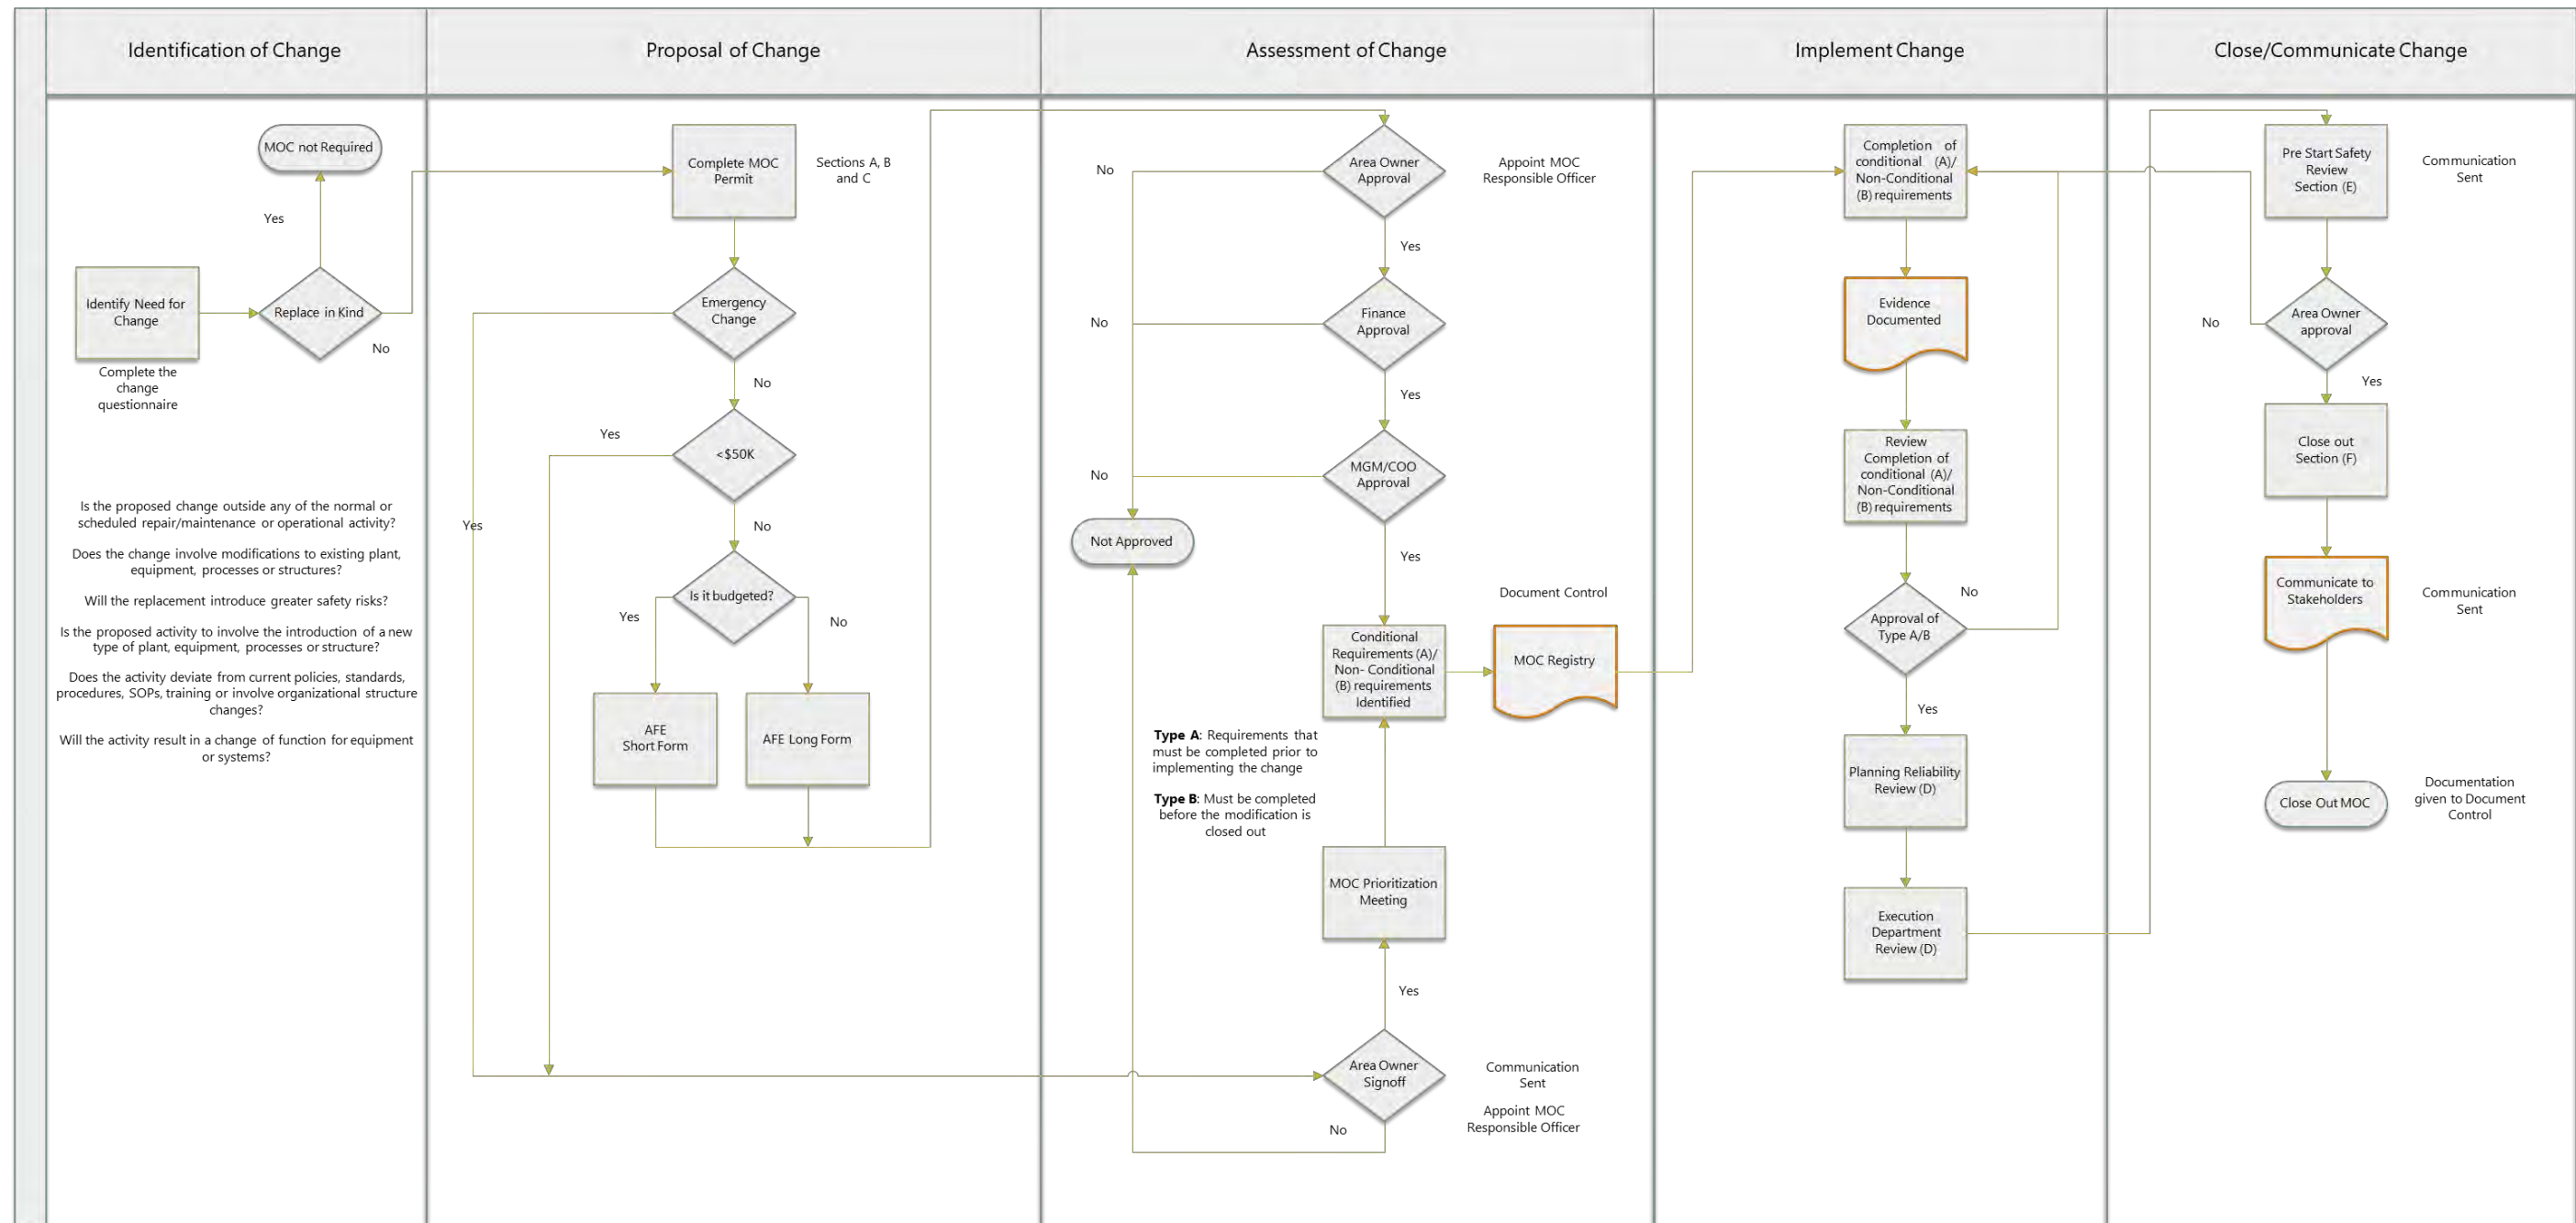 Identification of Change
Proposal of Change
Assessment of Change
Implement Change
Close/Communicate Change
MOC not Required
Yes
Identify Need for
Change
Replace in Kind
No
Complete the
change
questionnaire
Is the proposed change outside any of the normal or
scheduled repair/maintenance or operational activity?
Does the change involve modifications to existing plant,
equipment, processes or structures?
Will the replacement introduce greater safety risks?
Is the proposed activity to involve the introduction of a new
type of plant, equipment, processes or structure?
Does the activity deviate from current policies, standards,
procedures, SOPs, training or involve organizational structure
changes?
Will the activity result in a change of function for equipment
or systems?
Complete MOC
Permit
Sections A, B
and C
Emergency
Change
No
Yes
<$50K
Yes
No
Is it budgeted?
Yes
No
AFE
Short Form
AFE Long Form
Area Owner
Approval
No
Appoint MOC
Responsible Officer
Yes
Finance
Approval
No
Yes
MGM/COO
Approval
No
Not Approved
Yes
Document Control
Conditional
Requirements (A)/
Non- Conditional
(B) requirements
Identified
MOC Registry
Type A: Requirements that
must be completed prior to
implementing the change
Type B: Must be completed
before the modification is
closed out
MOC Prioritization
Meeting
Yes
Area Owner
Signoff
Communication
Sent
Appoint MOC
Responsible Officer
No
Completion of
conditional (A)/
Non-Conditional
(B) requirements
Evidence
Documented
Review
Completion of
conditional (A)/
Non-Conditional
(B) requirements
No
Approval of
Type A/B
Yes
Planning Reliability
Review (D)
Execution
Department
Review (D)
Pre Start Safety
Review
Section (E)
Communication
Sent
Area Owner
approval
No
Yes
Close out
Section (F)
Communicate to
Stakeholders
Communication
Sent
Close Out MOC
Documentation
given to Document
Control